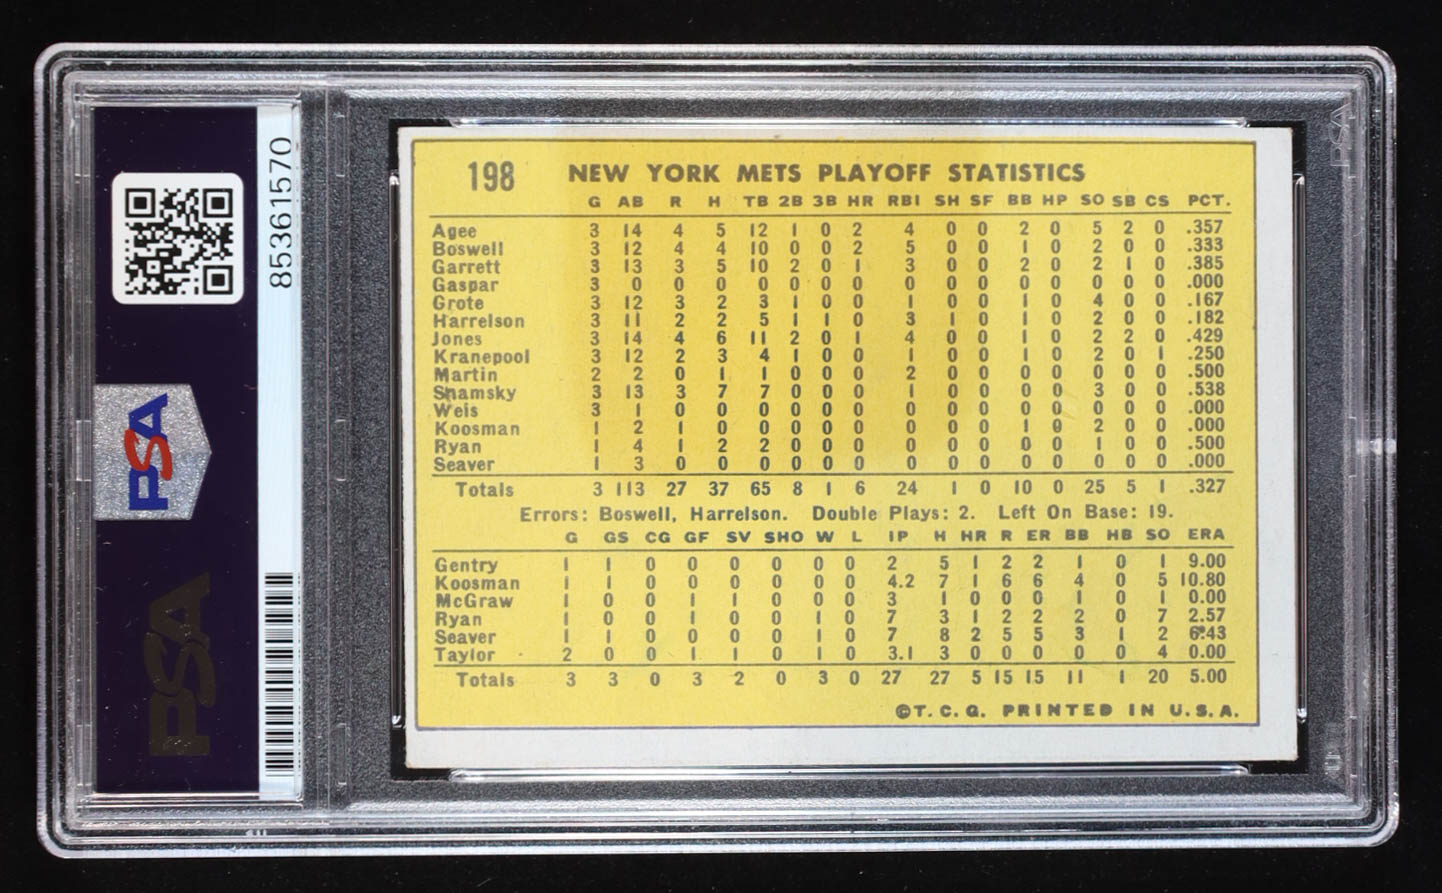 85361570
PSA
PSA
198 NEW YORK METS PLAYOFF STATISTICS
G AB R H TB 2B 3B HR RBI SH SF BB HP SO SB CS PCT.
Agee 3 14 4 5 12 1 0 2 4 0 0 2 0 5 2 0 .357
Boswell 3 12 4 4 10 0 0 2 5 0 0 1 0 2 0 0 .333
Garrett 3 13 3 5 10 2 0 1 3 0 0 2 0 2 1 0 .385
Gaspar 3 0 0 0 0 0 0 0 0 0 0 0 0 0 0 0 .000
Grote 3 12 3 2 3 1 0 0 1 0 0 1 0 4 0 0 .167
Harrelson 3 11 2 2 5 1 1 0 3 1 0 1 0 2 0 0 .182
Jones 3 14 4 6 11 2 0 1 4 0 0 1 0 2 2 0 .429
Kranepool 3 12 2 3 4 1 0 0 1 0 0 1 0 2 0 1 .250
Martin 2 2 0 1 1 0 0 0 2 0 0 0 0 0 0 0 .500
Shamsky 3 13 3 7 7 0 0 0 1 0 0 0 0 3 0 0 .538
Weis 3 1 0 0 0 0 0 0 0 0 0 0 0 0 0 0 .000
Koosman 1 2 1 0 0 0 0 0 0 0 0 1 0 2 0 0 .000
Ryan 1 4 1 2 2 0 0 0 0 0 0 0 0 1 0 0 .500
Seaver 1 3 0 0 0 0 0 0 0 0 0 0 0 0 0 0 .000
Totals 3 113 27 37 65 8 1 6 24 1 0 10 0 25 5 1 .327
Errors: Boswell, Harrelson. Double Plays: 2. Left On Base: 19.
G GS CG GF SV SHO W L IP H HR R ER BB HB SO ERA
Gentry 1 1 0 0 0 0 0 0 2 5 1 2 2 1 0 1 9.00
Koosman 1 1 0 0 0 0 0 0 4.2 7 1 6 6 4 0 5 10.80
McGraw 1 0 0 1 1 0 0 0 3 1 0 0 0 1 0 1 0.00
Ryan 1 0 0 1 0 0 1 0 7 3 1 2 2 2 0 7 2.57
Seaver 1 1 0 0 0 0 1 0 7 8 2 5 5 3 1 2 6.43
Taylor 2 0 0 1 1 0 1 0 3.1 3 0 0 0 0 0 4 0.00
Totals 3 3 0 3 2 0 3 0 27 27 5 15 15 11 1 20 5.00
©T.C.G. PRINTED IN U.S.A.